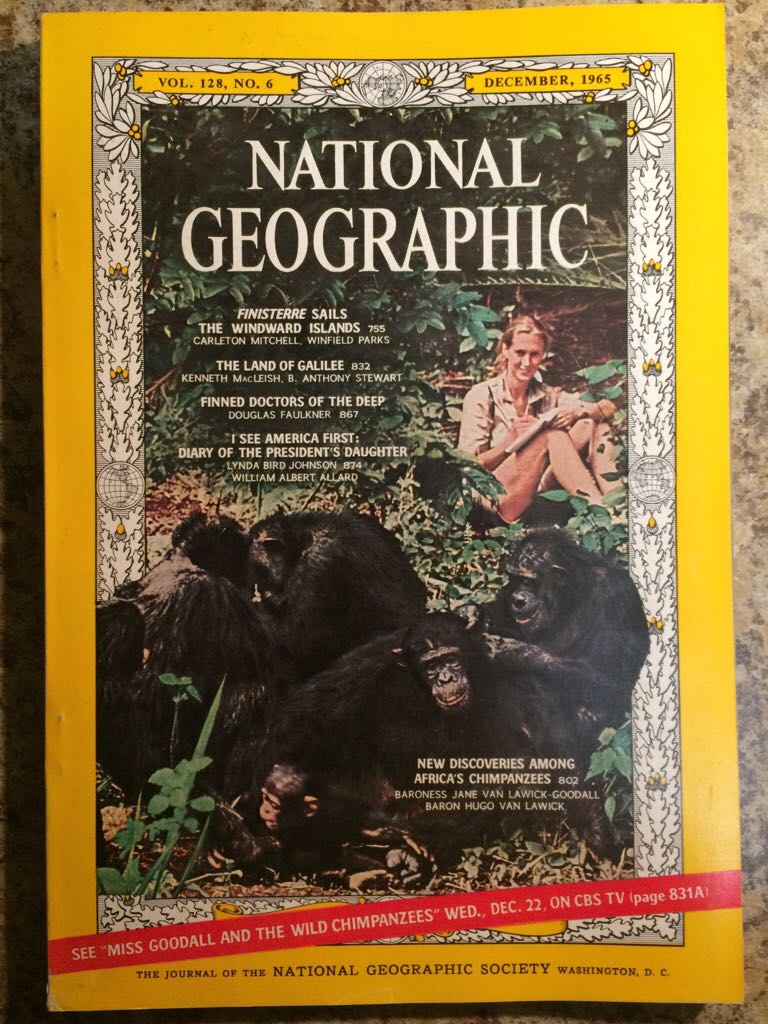 VOL. 128, NO. 6
DECEMBER, 1965
NATIONAL
GEOGRAPHIC
FINISTERRE SAILS
THE WINDWARD ISLANDS 755
CARLETON MITCHELL, WINFIELD PARKS
THE LAND OF GALILEE 832
KENNETH MacLEISH, B. ANTHONY STEWART
FINNED DOCTORS OF THE DEEP
DOUGLAS FAULKNER 867
I SEE AMERICA FIRST:
DIARY OF THE PRESIDENT'S DAUGHTER
LYNDA BIRD JOHNSON 874
WILLIAM ALBERT ALLARD
NEW DISCOVERIES AMONG
AFRICA'S CHIMPANZEES 802
BARONESS JANE VAN LAWICK-GOODALL
BARON HUGO VAN LAWICK
SEE "MISS GOODALL AND THE WILD CHIMPANZEES" WED., DEC. 22, ON CBS TV (page 831A)
THE JOURNAL OF THE NATIONAL GEOGRAPHIC SOCIETY WASHINGTON, D. C.